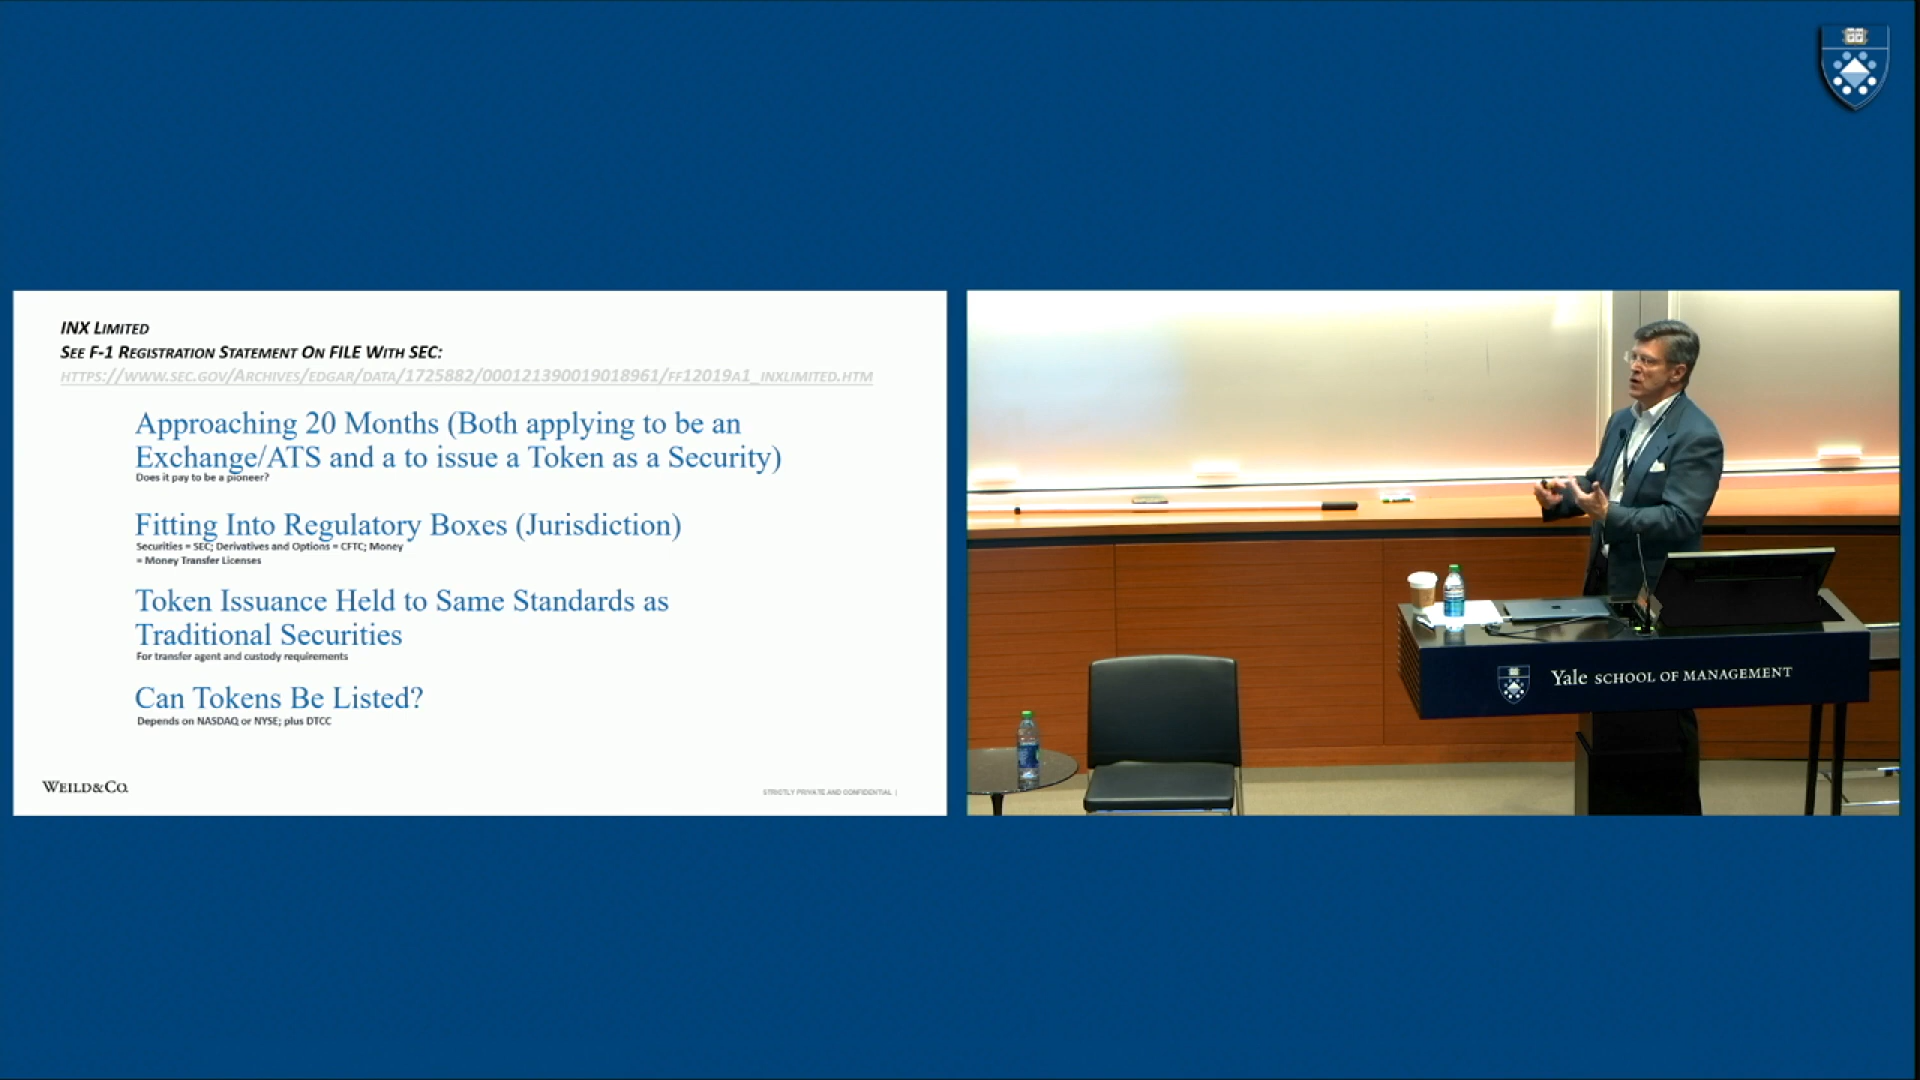 INX LIMITED
SEE F-1 REGISTRATION STATEMENT ON FILE WITH SEC:
HTTPS://WWW.SEC.GOV/ARCHIVES/EDGAR/DATA/1725882/000121390019018961/FF12019A1_INXLIMITED.HTM
Approaching 20 Months (Both applying to be an
Exchange/ATS and a to issue a Token as a Security)
Does it pay to be a pioneer?
Fitting Into Regulatory Boxes (Jurisdiction)
Securities = SEC; Derivatives and Options = CFTC; Money
= Money Transfer Licenses
Token Issuance Held to Same Standards as
Traditional Securities
For transfer agent and custody requirements
Can Tokens Be Listed?
Depends on NASDAQ or NYSE; plus DTCC
WEILD&CO.
STRICTLY PRIVATE AND CONFIDENTIAL |
Yale SCHOOL OF MANAGEMENT